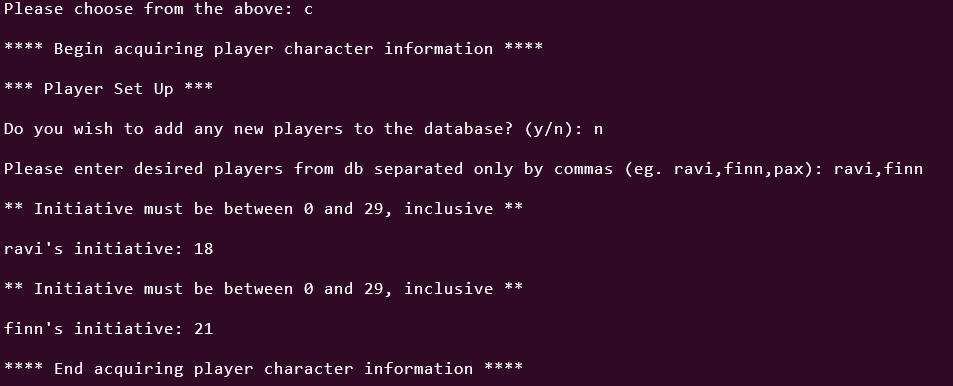 Please choose from the above: c
**** Begin acquiring player character information ****
*** Player Set Up ***
Do you wish to add any new players to the database? (y/n): n
Please enter desired players from db separated only by commas (eg. ravi,finn,pax): ravi,finn
** Initiative must be between 0 and 29, inclusive **
ravi's initiative: 18
** Initiative must be between 0 and 29, inclusive **
finn's initiative: 21
**** End acquiring player character information ****